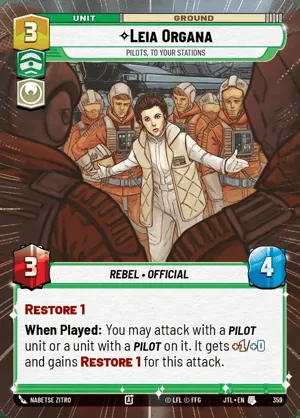 UNIT
GROUND
3
Leia Organa
PILOTS, TO YOUR STATIONS
3
4
REBEL • OFFICIAL
RESTORE 1
When Played: You may attack with a PILOT
unit or a unit with a PILOT on it. It gets +1/+0
and gains RESTORE 1 for this attack.
NABETSE ZITRO
© LFL © FFG
JTL • EN
359